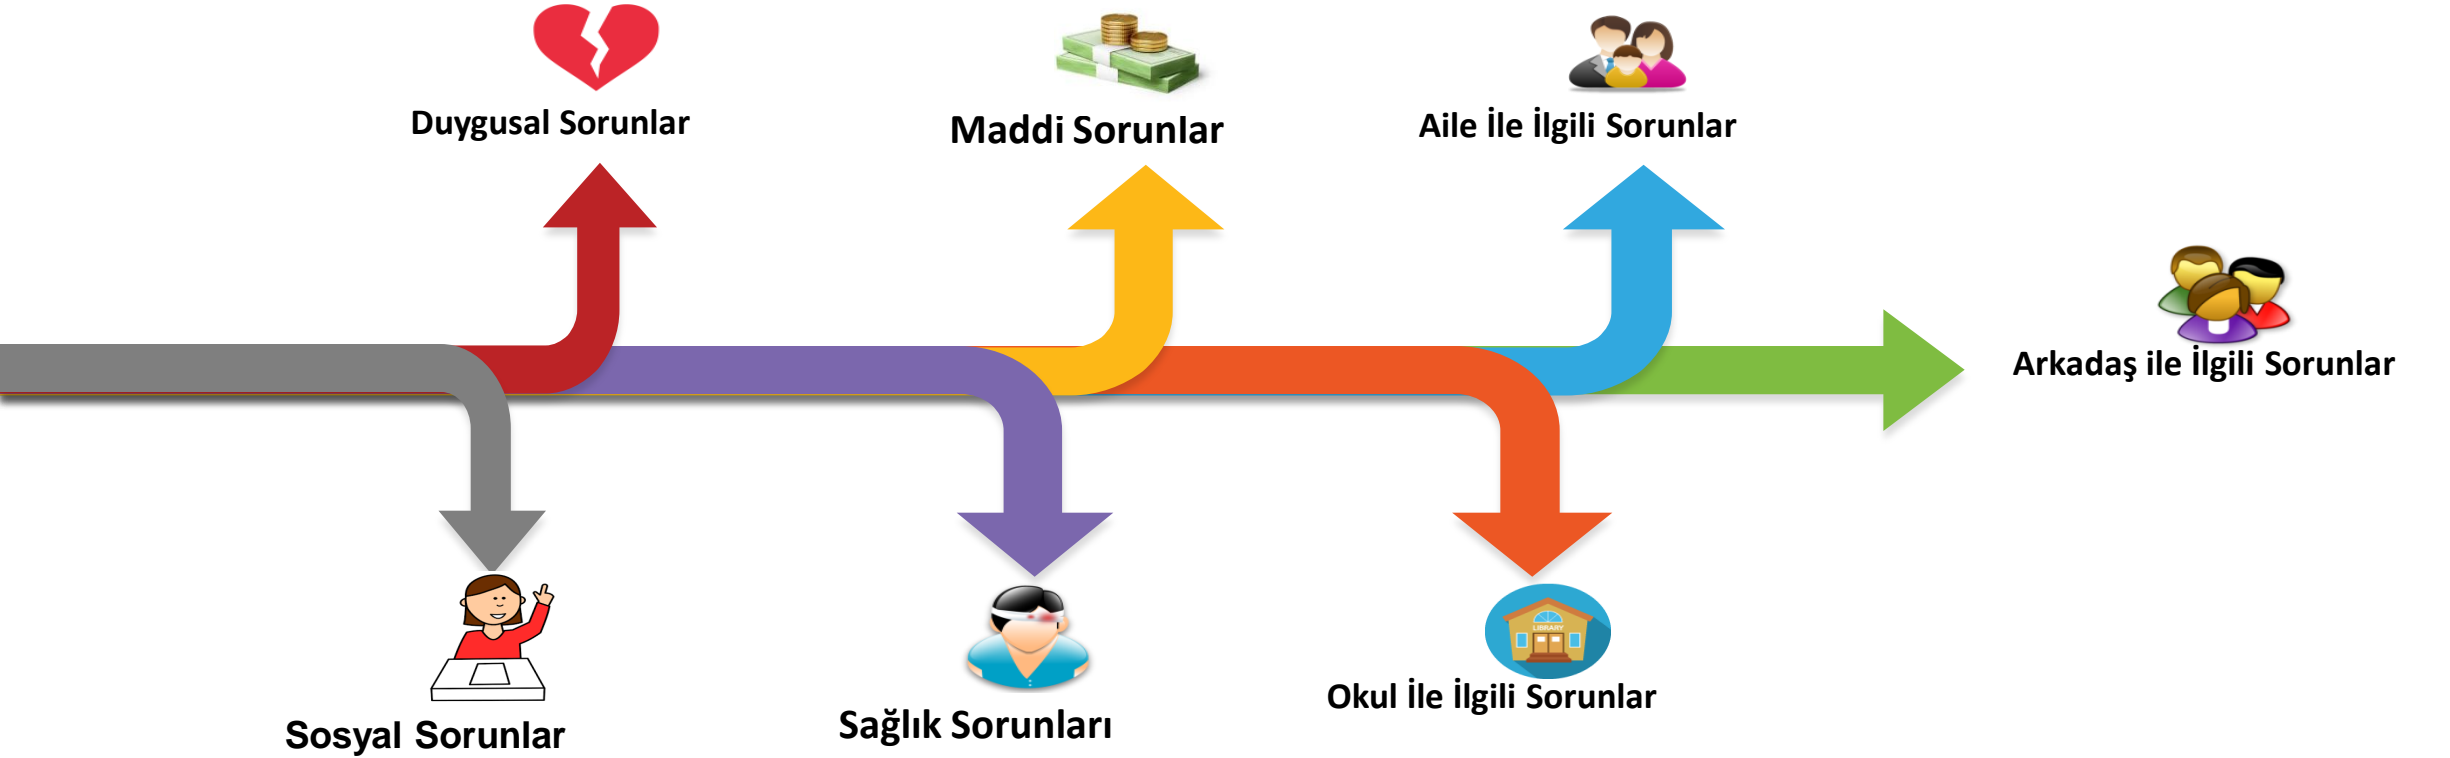 Duygusal Sorunlar
Maddi Sorunlar
Aile İle İlgili Sorunlar
Arkadaş ile İlgili Sorunlar
LIBRARY
Okul İle İlgili Sorunlar
Sağlık Sorunları
Sosyal Sorunlar